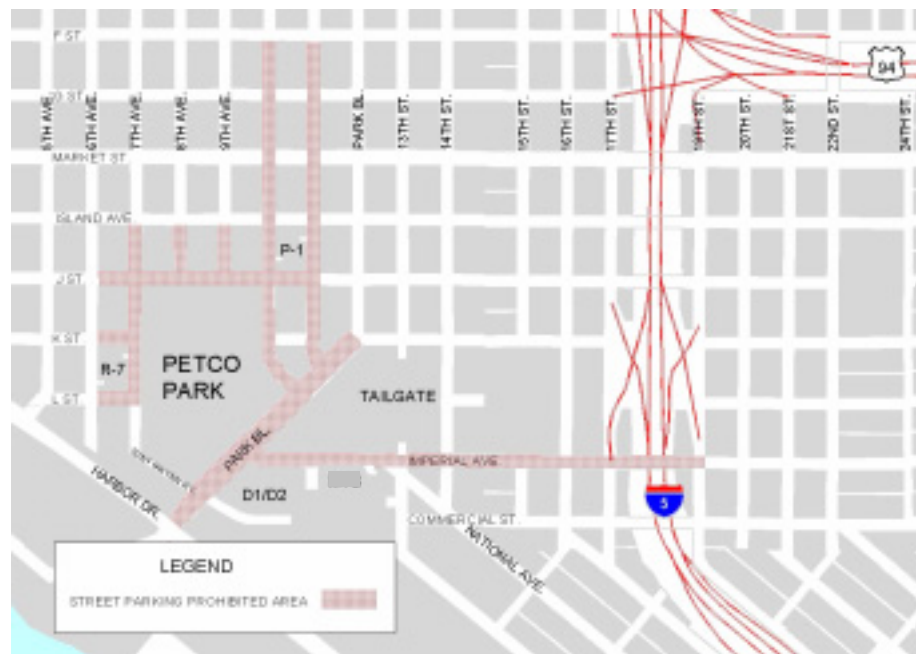 F ST.
94
5TH AVE.
6TH AVE.
7TH AVE.
8TH AVE.
9TH AVE.
PARK BL.
13TH ST.
14TH ST.
15TH ST.
16TH ST.
17TH ST.
19TH ST.
20TH ST.
21ST ST.
22ND ST.
24TH ST.
MARKET ST.
ISLAND AVE.
P-1
J ST.
K ST.
R-7
PETCO
PARK
TAILGATE
L ST.
PARK BL.
IMPERIAL AVE.
HARBOR DR.
D1/D2
5
COMMERCIAL ST.
NATIONAL AVE.
LEGEND
STREET PARKING PROHIBITED AREA